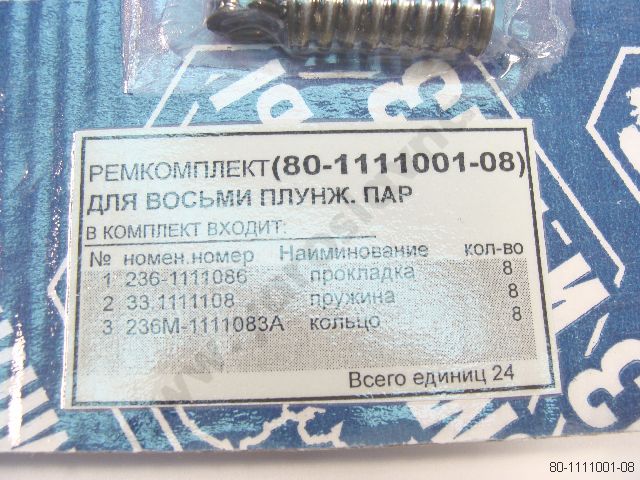 РЕМКОМПЛЕКТ(80-1111001-08)
ДЛЯ ВОСЬМИ ПЛУНЖ. ПАР
В КОМПЛЕКТ ВХОДИТ:
№ номен.номер Наиминование кол-во
1 236-1111086 прокладка 8
2 33.1111108 пружина 8
3 236М-1111083А кольцо 8
Всего единиц 24
80-1111001-08